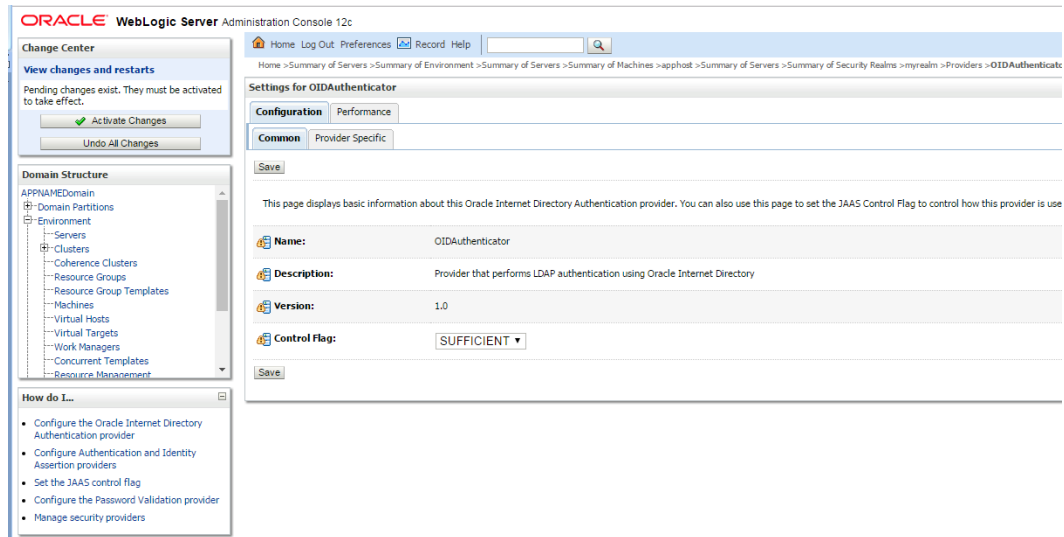 ORACLE WebLogic Server Administration Console 12c
Change Center
View changes and restarts
Pending changes exist. They must be activated
to take effect.
Activate Changes
Undo All Changes
Domain Structure
APPNAMEDomain
Domain Partitions
Environment
Servers
Clusters
Coherence Clusters
Resource Groups
Resource Group Templates
Machines
Virtual Hosts
Virtual Targets
Work Managers
Concurrent Templates
Resource Management
How do I...
Configure the Oracle Internet Directory
Authentication provider
Configure Authentication and Identity
Assertion providers
Set the JAAS control flag
Configure the Password Validation provider
Manage security providers
Home Log Out Preferences Record Help
Home >Summary of Servers >Summary of Environment >Summary of Servers >Summary of Machines >apphost >Summary of Servers >Summary of Security Realms >myrealm >Providers >OIDAuthenticato
Settings for OIDAuthenticator
Configuration Performance
Common Provider Specific
Save
This page displays basic information about this Oracle Internet Directory Authentication provider. You can also use this page to set the JAAS Control Flag to control how this provider is use
Name: OIDAuthenticator
Description: Provider that performs LDAP authentication using Oracle Internet Directory
Version: 1.0
Control Flag: SUFFICIENT
Save